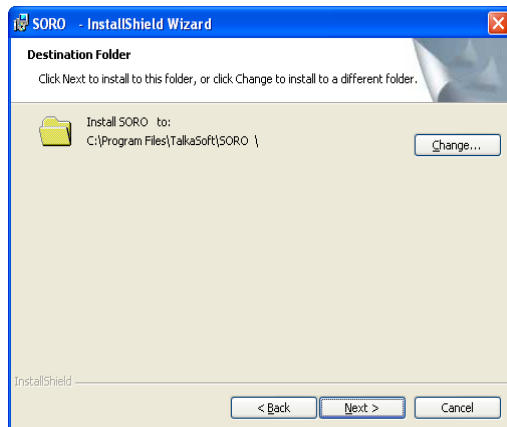 SORO - InstallShield Wizard
Destination Folder
Click Next to install to this folder, or click Change to install to a different folder.
Install SORO to:
C:\Program Files\TalkaSoft\SORO \
Change...
InstallShield
< Back
Next >
Cancel